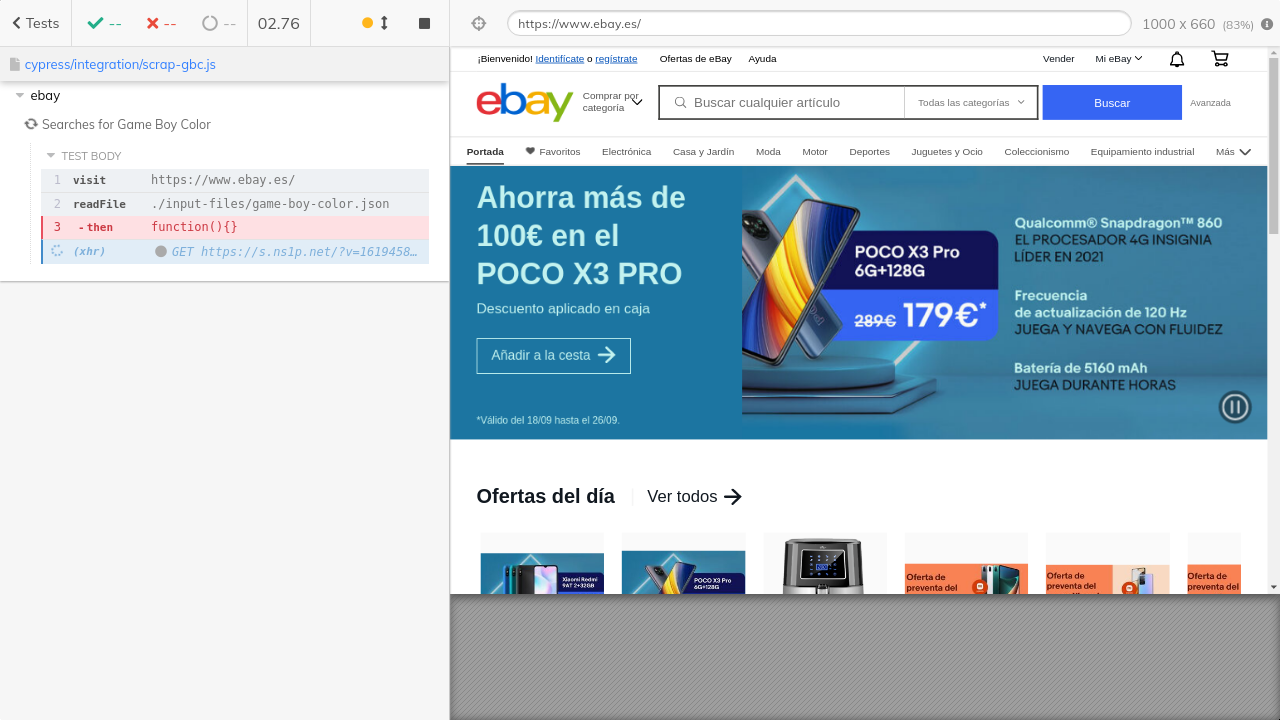 Tests
--
--
--
02.76
https://www.ebay.es/
1000 x 660 (83%)
cypress/integration/scrap-gbc.js
ebay
Searches for Game Boy Color
TEST BODY
1 visit https://www.ebay.es/
2 readFile ./input-files/game-boy-color.json
3 -then function(){}
(xhr) GET https://s.ns1p.net/?v=1619458…
¡Bienvenido! Identifícate o regístrate
Ofertas de eBay
Ayuda
Vender
Mi eBay
ebay
Comprar por
categoría
Buscar cualquier artículo
Todas las categorías
Buscar
Avanzada
Portada
Favoritos
Electrónica
Casa y Jardín
Moda
Motor
Deportes
Juguetes y Ocio
Coleccionismo
Equipamiento industrial
Más
Ahorra más de
100€ en el
POCO X3 PRO
Descuento aplicado en caja
Añadir a la cesta
*Válido del 18/09 hasta el 26/09.
POCO X3 Pro
6G+128G
289€ 179€*
Qualcomm® Snapdragon™ 860
EL PROCESADOR 4G INSIGNIA
LÍDER EN 2021
Frecuencia
de actualización de 120 Hz
JUEGA Y NAVEGA CON FLUIDEZ
Batería de 5160 mAh
JUEGA DURANTE HORAS
Ofertas del día
Ver todos
Xiaomi Redmi
9AT 2+32GB
POCO X3 Pro
6G+128G
Oferta de
preventa del
Oferta de
preventa del
Oferta de
preventa del